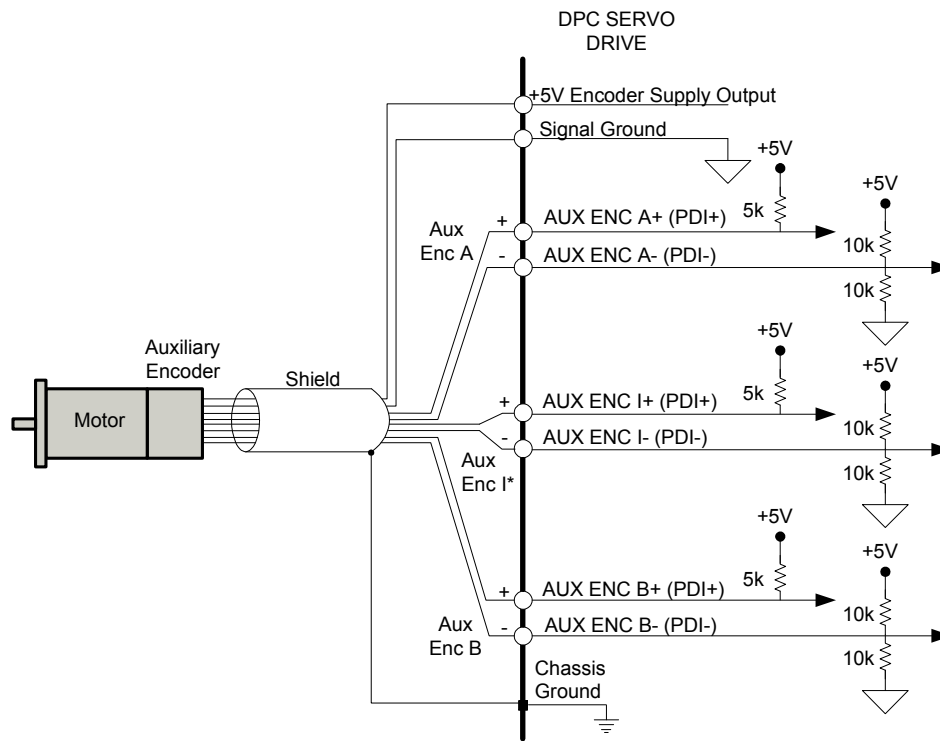 DPC SERVO
DRIVE
+5V Encoder Supply Output
Signal Ground
+5V
+5V
5k
Aux
Enc A
+
AUX ENC A+ (PDI+)
10k
-
AUX ENC A- (PDI-)
10k
Auxiliary
Encoder
Shield
Motor
+5V
+5V
5k
+
AUX ENC I+ (PDI+)
10k
-
AUX ENC I- (PDI-)
10k
Aux
Enc I*
+5V
+5V
5k
+
AUX ENC B+ (PDI+)
10k
Aux
Enc B
-
AUX ENC B- (PDI-)
10k
Chassis
Ground